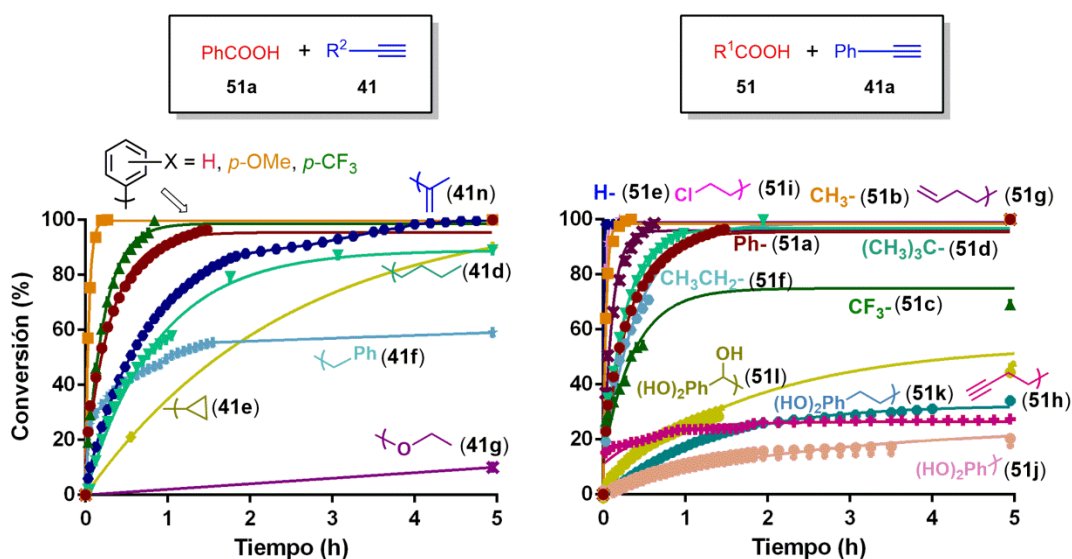 PhCOOH + R²
51a 41
R¹COOH + Ph
51 41a
X = H, p-OMe, p-CF₃
(41n)
(41d)
Ph (41f)
(41e)
O (41g)
Conversión (%)
100
80
60
40
20
0
0 1 2 3 4 5
Tiempo (h)
H- (51e) Cl (51i) CH₃- (51b) (51g)
Ph- (51a) (CH₃)₃C- (51d)
CH₃CH₂- (51f)
CF₃- (51c)
OH
(HO)₂Ph (51l) (HO)₂Ph (51k) (51h)
(HO)₂Ph (51j)
100
80
60
40
20
0
0 1 2 3 4 5
Tiempo (h)